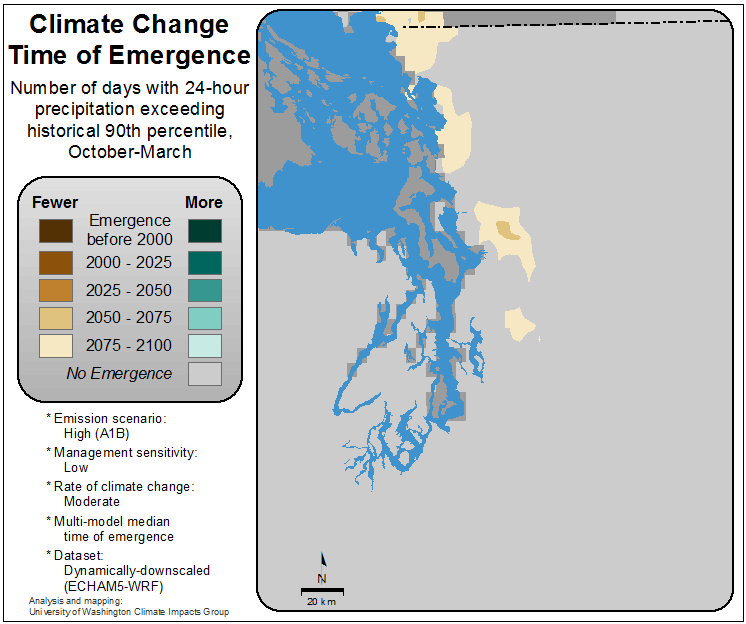 Climate Change
Time of Emergence
Number of days with 24-hour
precipitation exceeding
historical 90th percentile,
October-March
Fewer More
Emergence
before 2000
2000 - 2025
2025 - 2050
2050 - 2075
2075 - 2100
No Emergence
* Emission scenario:
High (A1B)
* Management sensitivity:
Low
* Rate of climate change:
Moderate
* Multi-model median
time of emergence
* Dataset:
Dynamically-downscaled
(ECHAM5-WRF)
Analysis and mapping:
University of Washington Climate Impacts Group
N
20 km